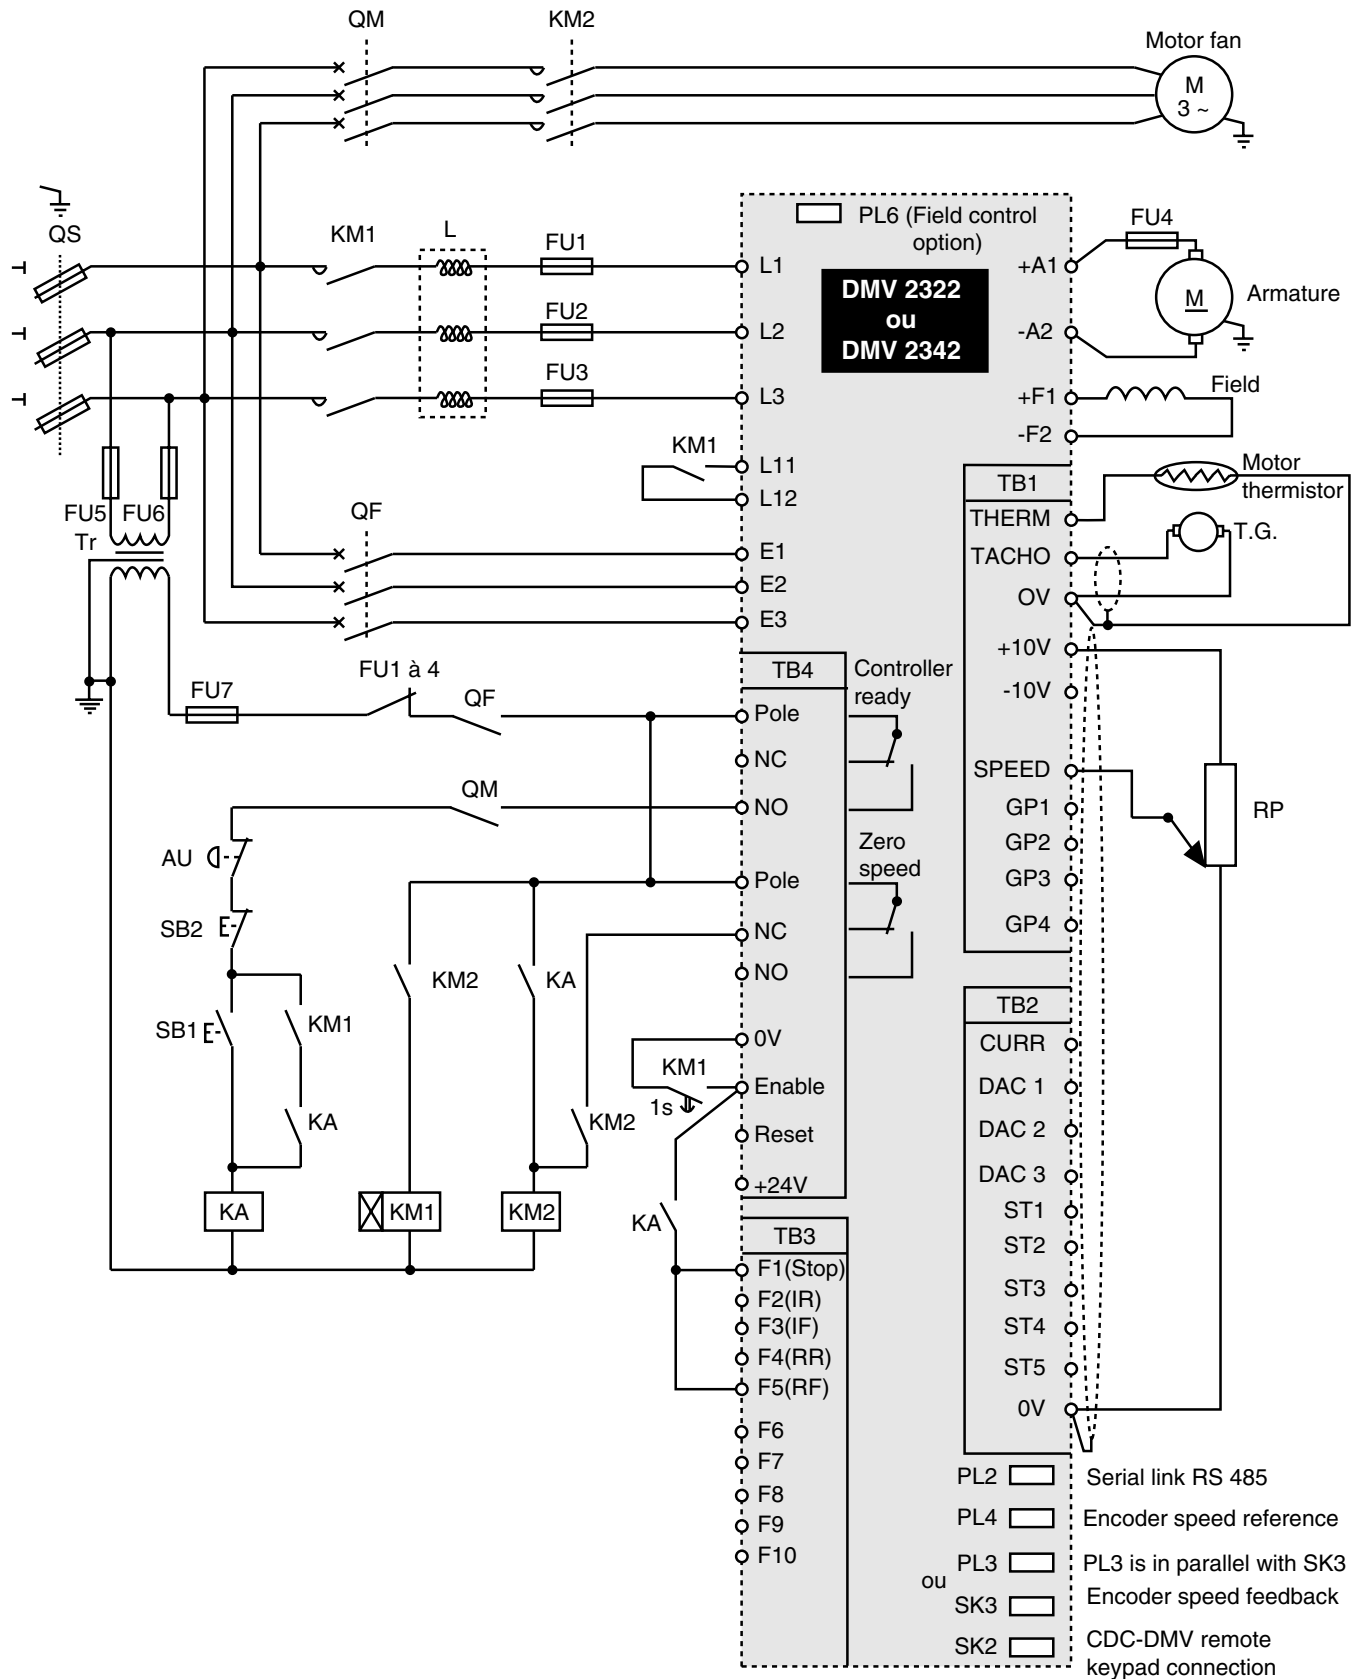 QM
KM2
Motor fan
M
3 ~
QS
KM1
L
FU1
FU2
FU3
PL6 (Field control
option)
DMV 2322
ou
DMV 2342
L1
L2
L3
+A1
-A2
FU4
M
Armature
+F1
-F2
Field
KM1
L11
L12
FU5
FU6
Tr
QF
E1
E2
E3
TB1
THERM
TACHO
OV
+10V
-10V
SPEED
GP1
GP2
GP3
GP4
Motor
thermistor
T.G.
RP
FU7
FU1 à 4
QF
TB4
Controller
ready
Pole
NC
NO
QM
AU
SB2
SB1
KM1
KA
Zero
speed
Pole
NC
NO
KM2
KA
KM2
0V
KM1
1s
Enable
Reset
+24V
KA
KM1
KM2
KA
TB3
F1(Stop)
F2(IR)
F3(IF)
F4(RR)
F5(RF)
F6
F7
F8
F9
F10
TB2
CURR
DAC 1
DAC 2
DAC 3
ST1
ST2
ST3
ST4
ST5
0V
PL2
Serial link RS 485
PL4
Encoder speed reference
PL3
PL3 is in parallel with SK3
ou
SK3
Encoder speed feedback
SK2
CDC-DMV remote
keypad connection